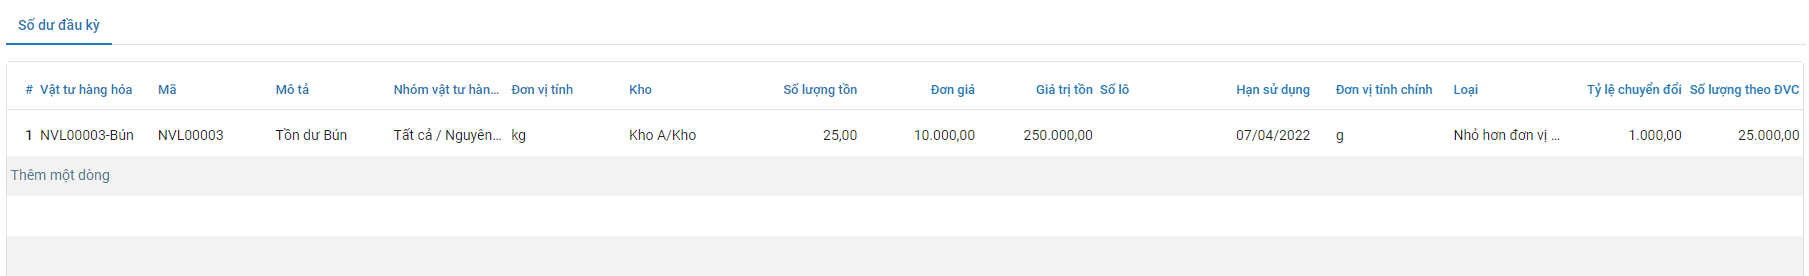 Số dư đầu kỳ
# Vật tư hàng hóa Mã Mô tả Nhóm vật tư hàn... Đơn vị tính Kho Số lượng tồn Đơn giá Giá trị tồn Số lô Hạn sử dụng Đơn vị tính chính Loại Tỷ lệ chuyển đổi Số lượng theo ĐVC
1 NVL00003-Bún NVL00003 Tồn dư Bún Tất cả / Nguyên... kg Kho A/Kho 25,00 10.000,00 250.000,00 07/04/2022 g Nhỏ hơn đơn vị ... 1.000,00 25.000,00
Thêm một dòng